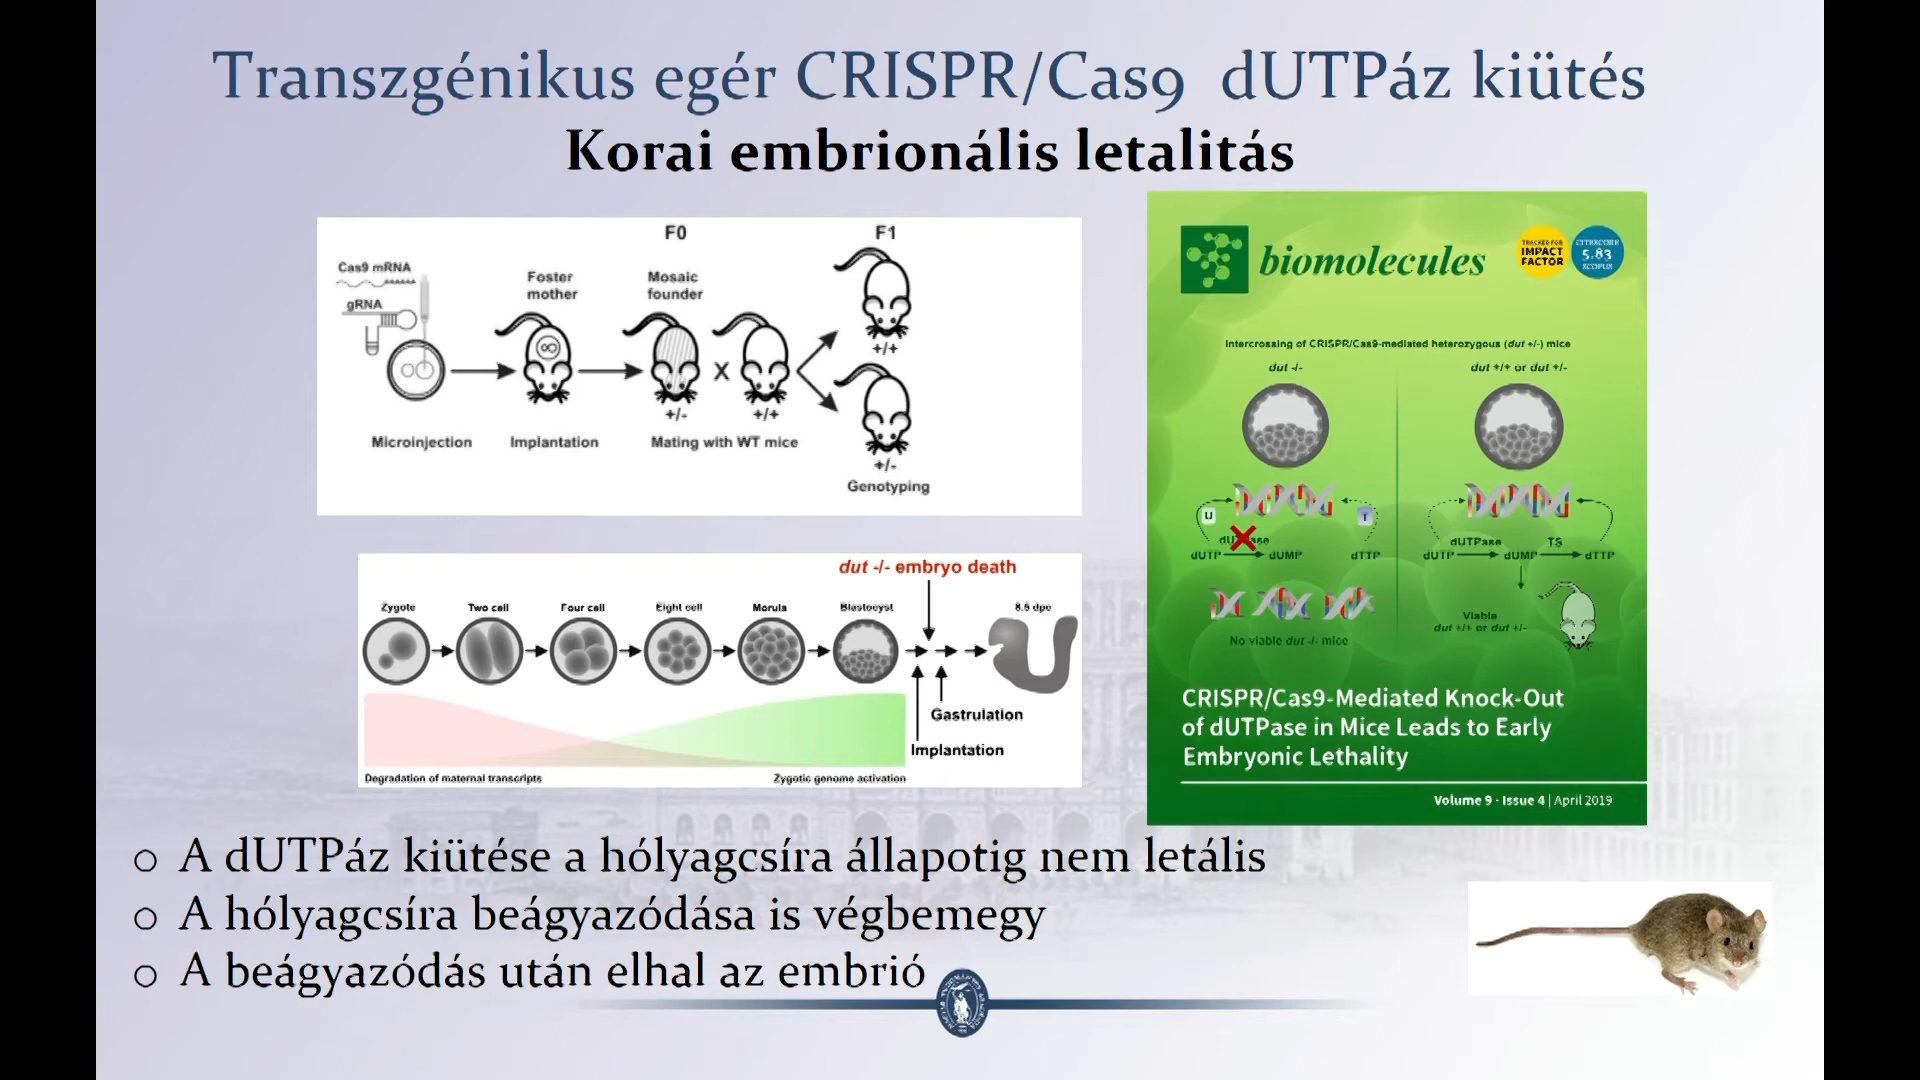 Transzgénikus egér CRISPR/Cas9 dUTPáz kiütés
Korai embrionális letalitás
F0
F1
Cas9 mRNA
gRNA
Foster
mother
Mosaic
founder
X
+/+
+/-
+/+
+/-
Microinjection
Implantation
Mating with WT mice
Genotyping
dut -/- embryo death
Zygote
Two cell
Four cell
Eight cell
Morula
Blastocyst
8.5 dpc
Gastrulation
Implantation
Degradation of maternal transcripts
Zygotic genome activation
biomolecules
TRACKED FOR
IMPACT
FACTOR
CITESCORE
5.83
SCOPUS
Intercrossing of CRISPR/Cas9-mediated heterozygous (dut +/-) mice
dut -/-
dut +/+ or dut +/-
U
T
dUTPase
dUTP
dUMP
dTTP
dUTPase
TS
dUTP
dUMP
dTTP
No viable dut -/- mice
Viable
dut +/+ or dut +/-
CRISPR/Cas9-Mediated Knock-Out
of dUTPase in Mice Leads to Early
Embryonic Lethality
Volume 9 · Issue 4 | April 2019
o A dUTPáz kiütése a hólyagcsíra állapotig nem letális
o A hólyagcsíra beágyazódása is végbemegy
o A beágyazódás után elhal az embrió